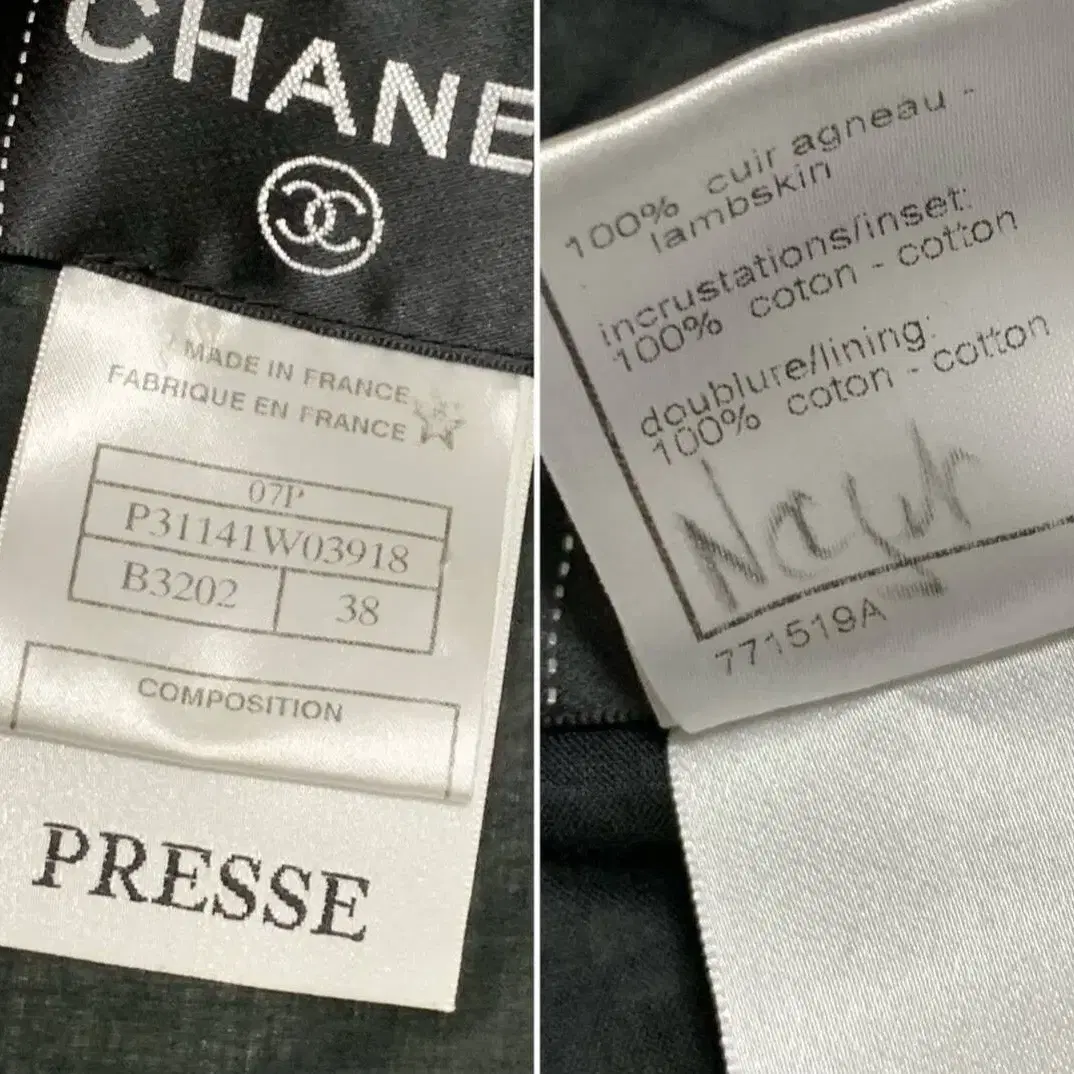 CHANE
MADE IN FRANCE
FABRIQUE EN FRANCE
07P
P31141W03918
B3202 38
COMPOSITION
PRESSE
100% cuir agneau -
lambskin
incrustations/inset:
100% coton - cotton
doublure/lining:
100% coton - cotton
771519A